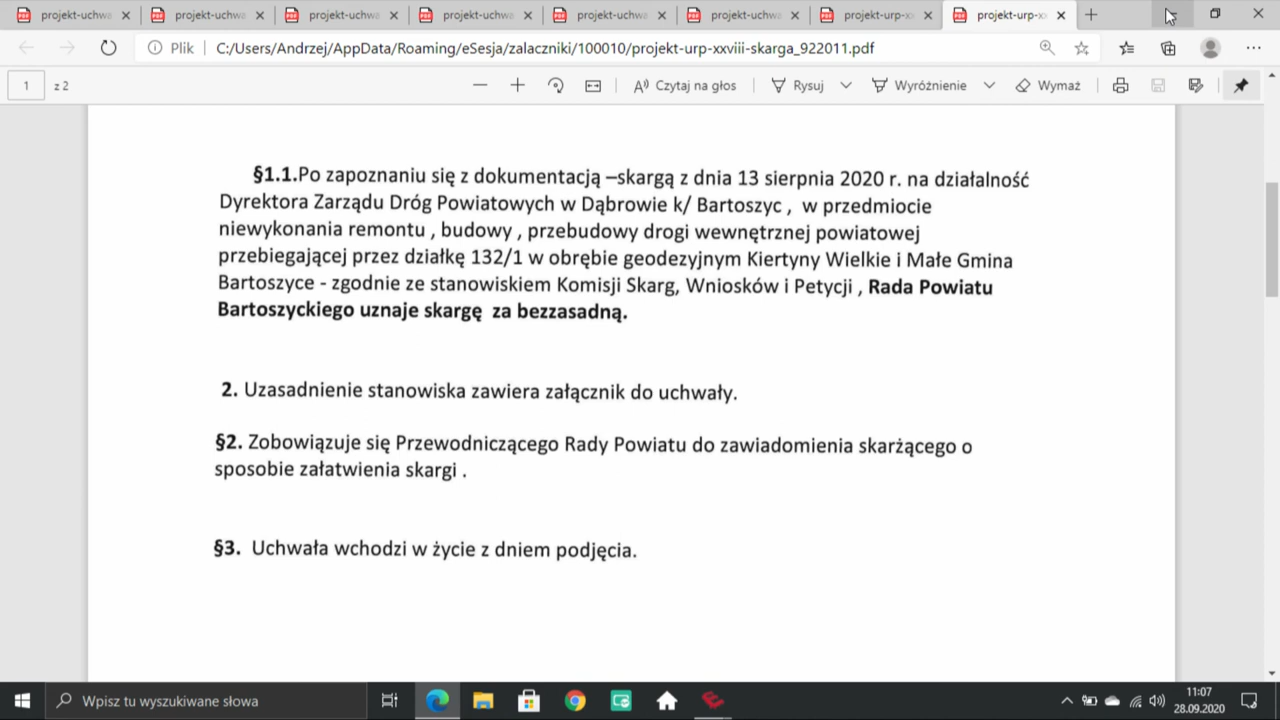 projekt-uchwa
projekt-uchwa
projekt-uchwa
projekt-uchwa
projekt-uchwa
projekt-uchwa
projekt-urp-xx
projekt-urp-xx
Plik
C:/Users/Andrzej/AppData/Roaming/eSesja/zalaczniki/100010/projekt-urp-xxviii-skarga_922011.pdf
1 z 2
Czytaj na głos
Rysuj
Wyróżnienie
Wymaż
§1.1.Po zapoznaniu się z dokumentacją –skargą z dnia 13 sierpnia 2020 r. na działalność
Dyrektora Zarządu Dróg Powiatowych w Dąbrowie k/ Bartoszyc , w przedmiocie
niewykonania remontu , budowy , przebudowy drogi wewnętrznej powiatowej
przebiegającej przez działkę 132/1 w obrębie geodezyjnym Kiertyny Wielkie i Małe Gmina
Bartoszyce - zgodnie ze stanowiskiem Komisji Skarg, Wniosków i Petycji , Rada Powiatu
Bartoszyckiego uznaje skargę za bezzasadną.
2. Uzasadnienie stanowiska zawiera załącznik do uchwały.
§2. Zobowiązuje się Przewodniczącego Rady Powiatu do zawiadomienia skarżącego o
sposobie załatwienia skargi .
§3. Uchwała wchodzi w życie z dniem podjęcia.
Wpisz tu wyszukiwane słowa
11:07
28.09.2020